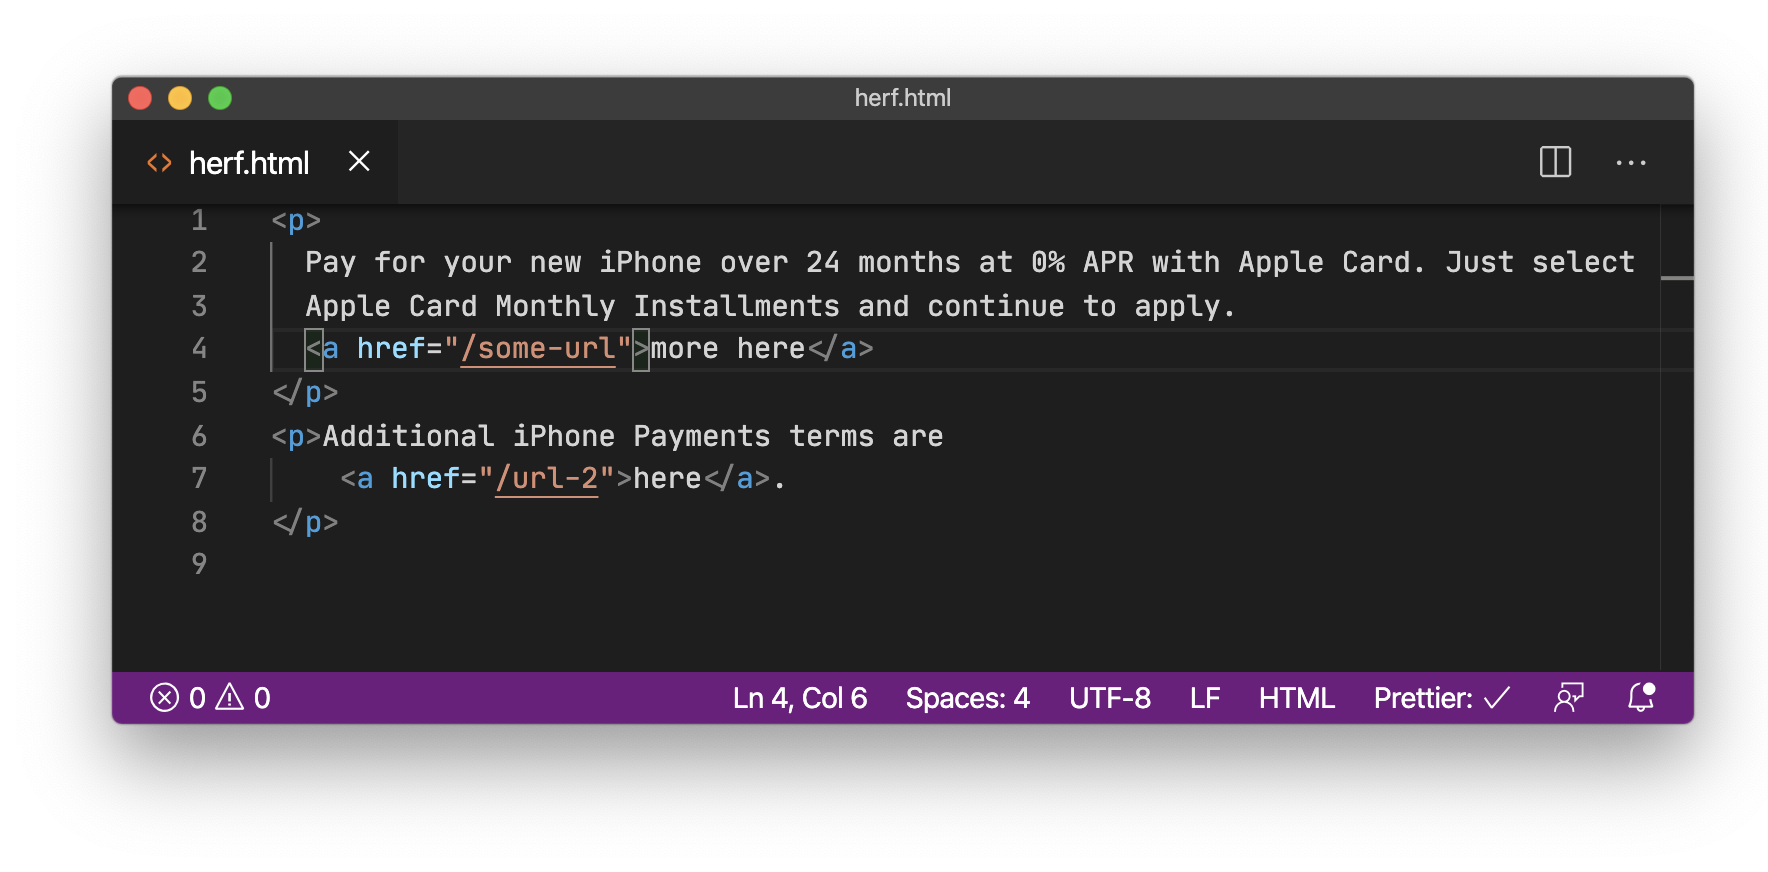 herf.html
herf.html
1 <p>
2 Pay for your new iPhone over 24 months at 0% APR with Apple Card. Just select
3 Apple Card Monthly Installments and continue to apply.
4 <a href="/some-url">more here</a>
5 </p>
6 <p>Additional iPhone Payments terms are
7 <a href="/url-2">here</a>.
8 </p>
9
0 0 Ln 4, Col 6 Spaces: 4 UTF-8 LF HTML Prettier: ✓